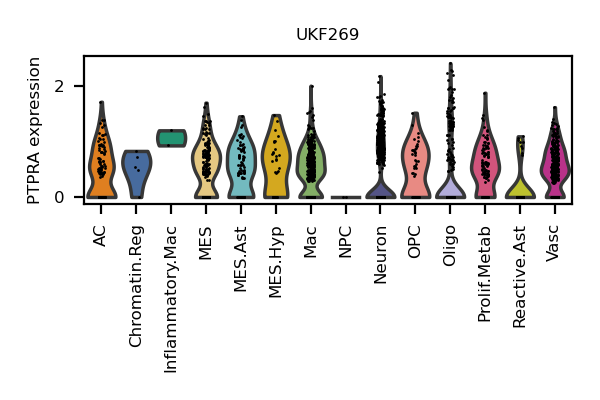 UKF269
PTPRA expression
2
0
AC
Chromatin.Reg
Inflammatory.Mac
MES
MES.Ast
MES.Hyp
Mac
NPC
Neuron
OPC
Oligo
Prolif.Metab
Reactive.Ast
Vasc